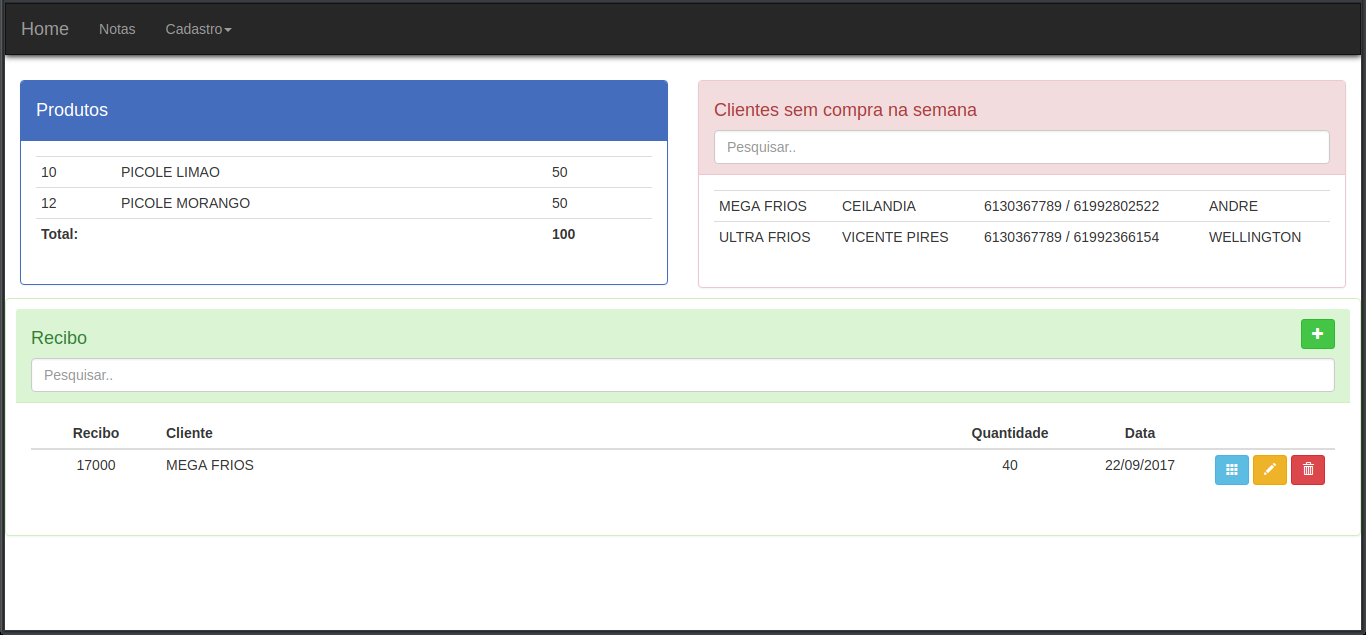 Home Notas Cadastro
Produtos
10 PICOLE LIMAO 50
12 PICOLE MORANGO 50
Total: 100
Clientes sem compra na semana
Pesquisar..
MEGA FRIOS CEILANDIA 6130367789 / 61992802522 ANDRE
ULTRA FRIOS VICENTE PIRES 6130367789 / 61992366154 WELLINGTON
Recibo
Pesquisar..
Recibo Cliente Quantidade Data
17000 MEGA FRIOS 40 22/09/2017